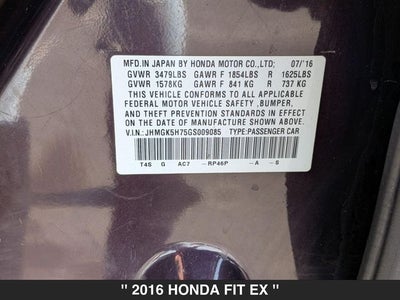 MFD.IN JAPAN BY HONDA MOTOR CO.,LTD; 07/'16
GVWR 3479LBS GAWR F 1854LBS R 1625LBS
GVWR 1578KG GAWR F 841 KG R 737 KG
THIS VEHICLE CONFORMS TO ALL APPLICABLE
FEDERAL MOTOR VEHICLE SAFETY ,BUMPER,
AND THEFT PREVENTION STANDARDS IN EFFECT
ON THE DATE OF MANUFACTURE SHOWN ABOVE.
V.I.N.: JHMGK5H75GS009085 TYPE:PASSENGER CAR
T4S G AC7 -RP46P -A -S
" 2016 HONDA FIT EX "